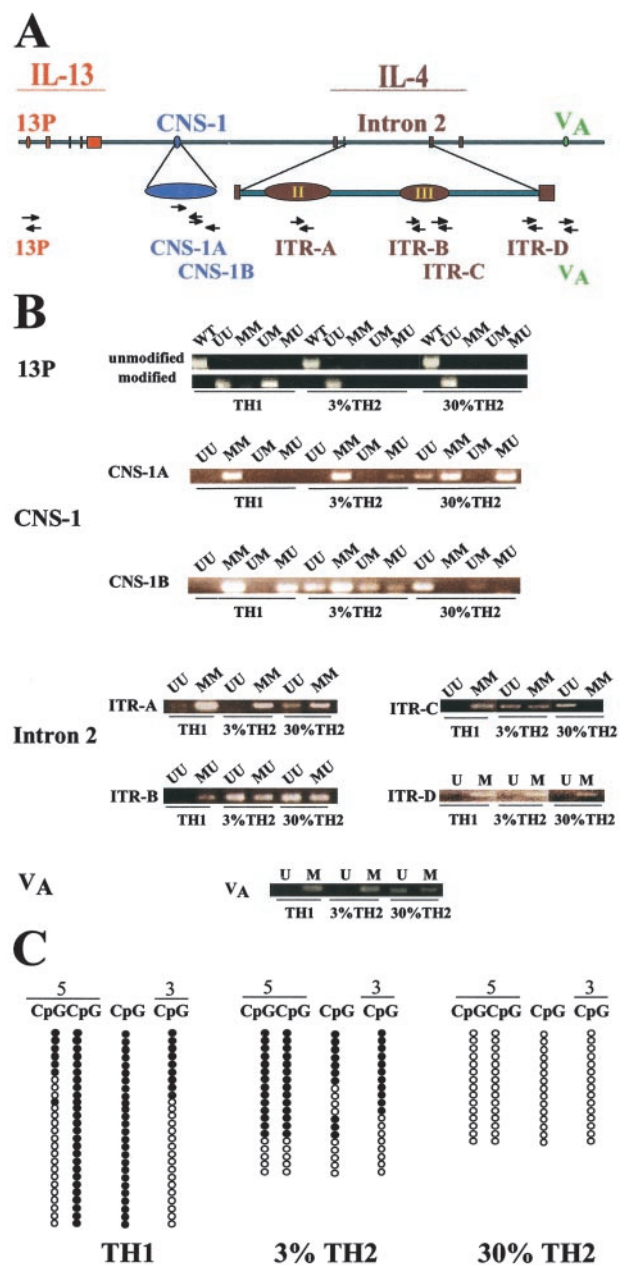 A
IL-13 IL-4
13P CNS-1 Intron 2 VA
II III
13P CNS-1A ITR-A ITR-B ITR-D
CNS-1B ITR-C VA
B
WT UU MM UM MU WT UU MM UM MU WT UU MM UM MU
unmodified
13P
modified
TH1 3%TH2 30%TH2
UU MM UM MU UU MM UM MU UU MM UM MU
CNS-1A
TH1 3%TH2 30%TH2
CNS-1
UU MM UM MU UU MM UM MU UU MM UM MU
CNS-1B
TH1 3%TH2 30%TH2
UU MM UU MM UU MM UU MM UU MM UU MM
ITR-A ITR-C
TH1 3%TH2 30%TH2 TH1 3%TH2 30%TH2
Intron 2
UU MU UU MU UU MU U M U M U M
ITR-B ITR-D
TH1 3%TH2 30%TH2 TH1 3%TH2 30%TH2
U M U M U M
VA VA
TH1 3%TH2 30%TH2
C
5 3 5 3 5 3
CpGCpG CpG CpG CpGCpG CpG CpG CpGCpG CpG CpG
TH1 3% TH2 30% TH2